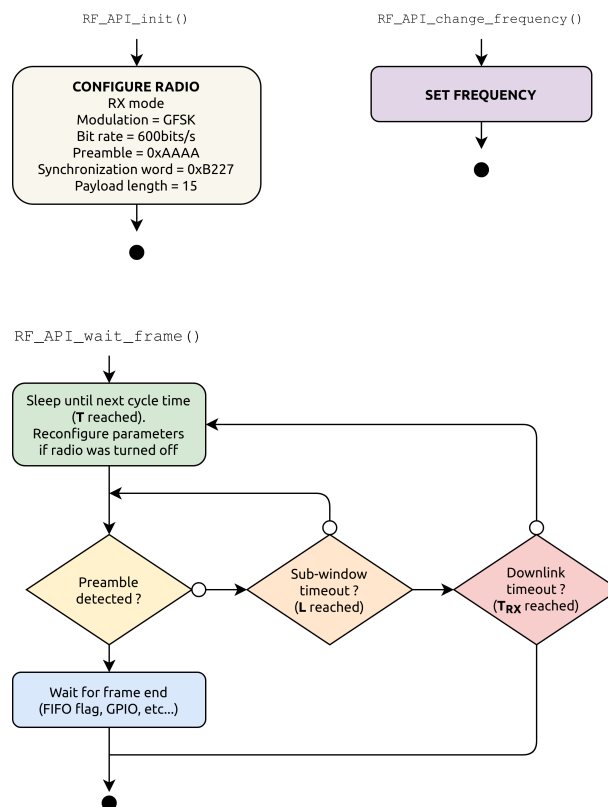 RF_API_init()
RF_API_change_frequency()
CONFIGURE RADIO
RX mode
Modulation = GFSK
Bit rate = 600bits/s
Preamble = 0xAAAA
Synchronization word = 0xB227
Payload length = 15
SET FREQUENCY
RF_API_wait_frame()
Sleep until next cycle time
(T reached).
Reconfigure parameters
if radio was turned off
Preamble
detected ?
Sub-window
timeout ?
(L reached)
Downlink
timeout ?
(TRX reached)
Wait for frame end
(FIFO flag, GPIO, etc...)